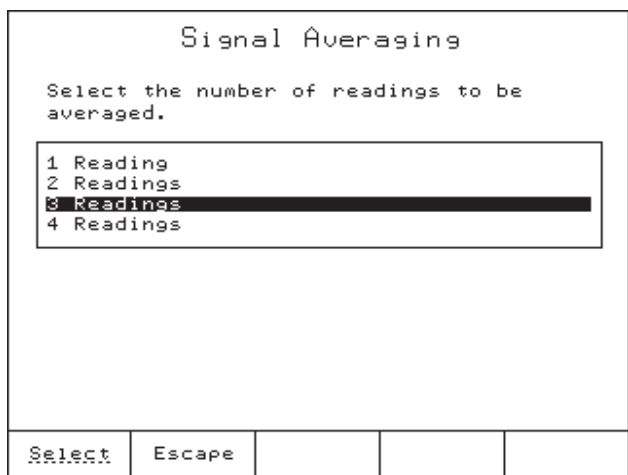 Signal Averaging
Select the number of readings to be
averaged.
1 Reading
2 Readings
3 Readings
4 Readings
Select Escape